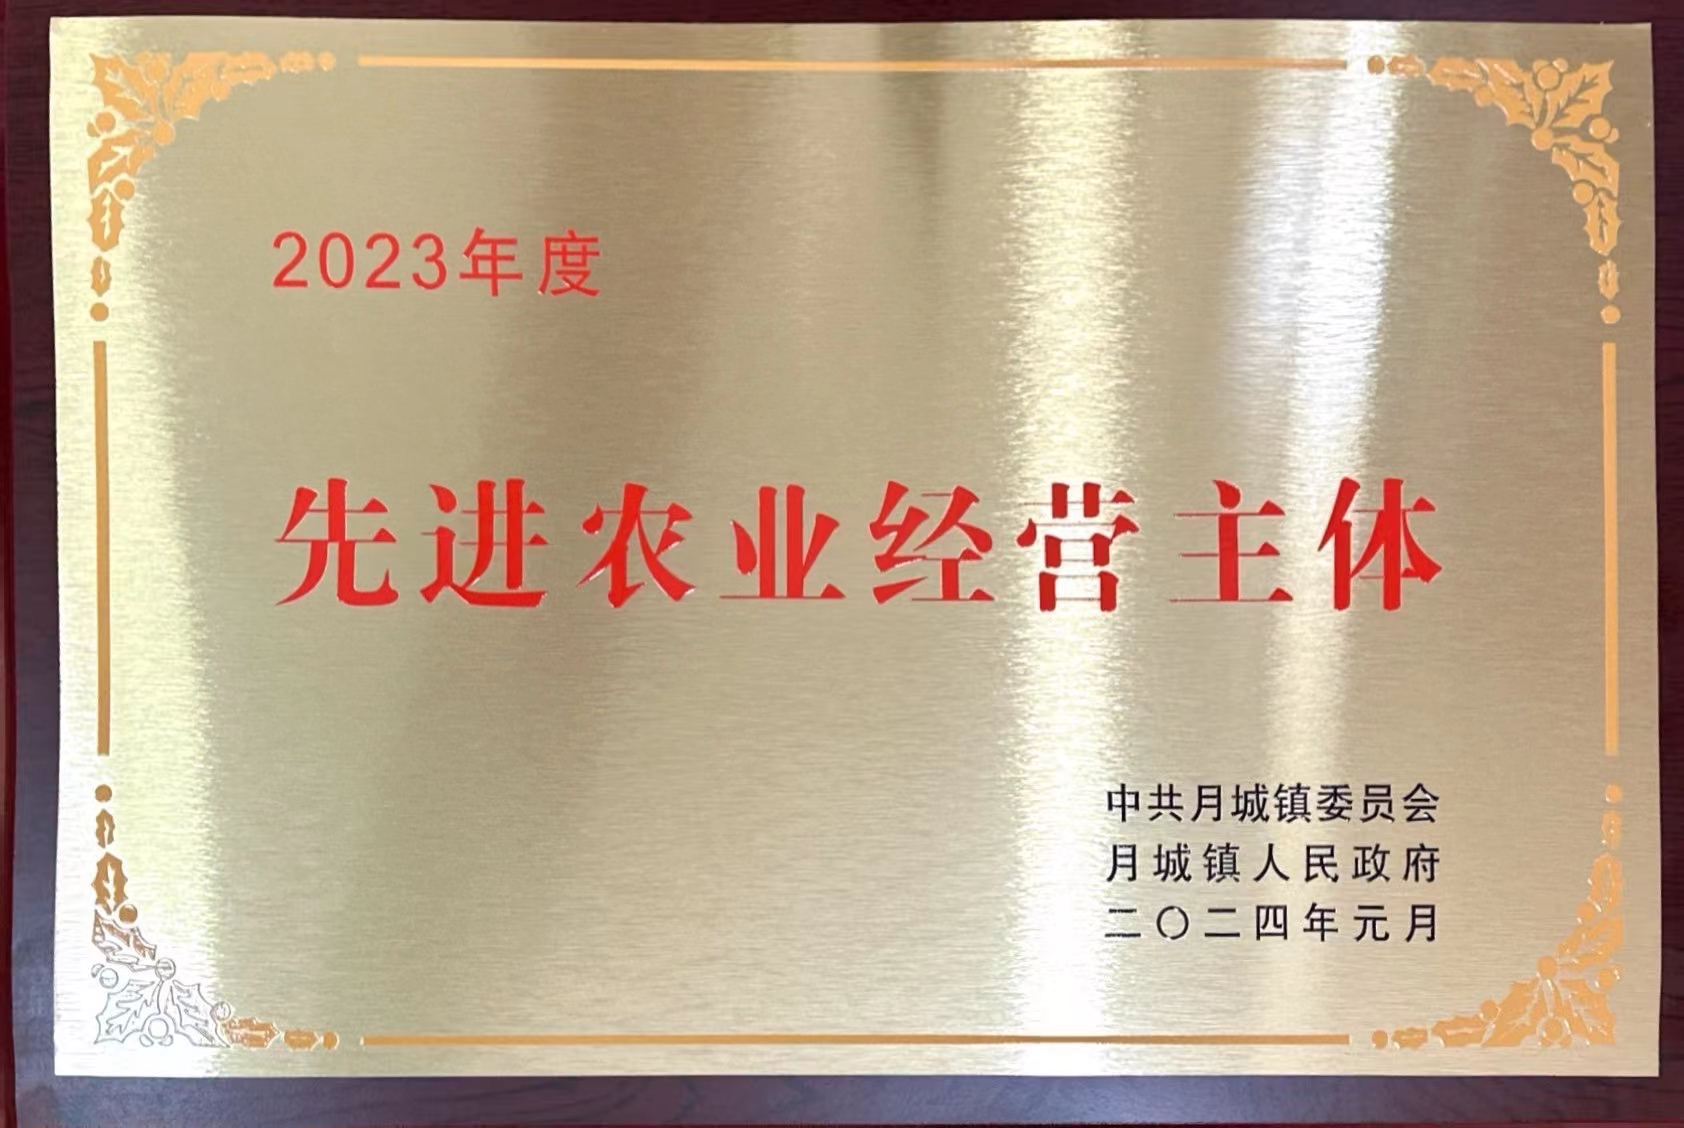 2023年度
先进农业经营主体
中共月城镇委员会
月城镇人民政府
二〇二四年元月